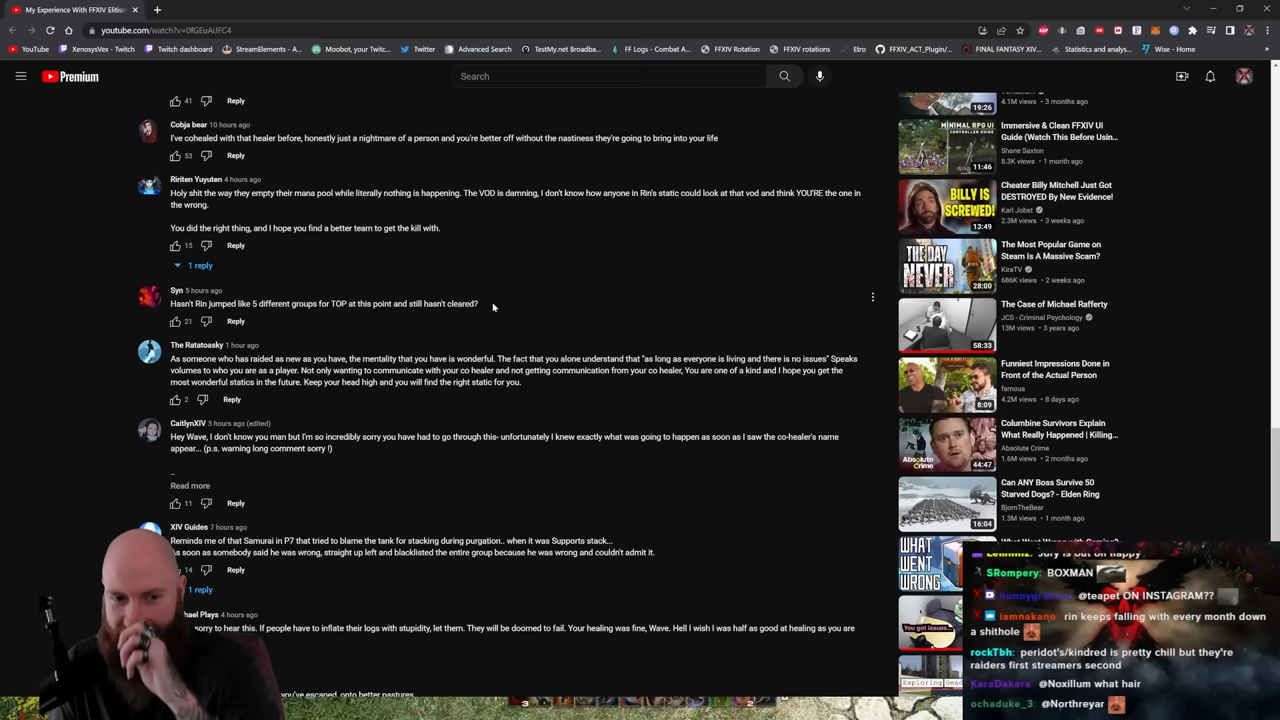 My Experience With FFXIV Elitism
youtube.com/watch?v=0fGEuAlJFC4
YouTube
XenosysVex - Twitch
Twitch dashboard
StreamElements - A...
Moobot, your Twitc...
Twitter
Advanced Search
TestMy.net Broadba...
FF Logs - Combat A...
FFXIV Rotation
FFXIV rotations
Etro
FFXIV_ACT_Plugin/...
FINAL FANTASY XIV...
Statistics and analys...
Wise - Home
Premium
Search
41 Reply
Cobja bear 10 hours ago
I've cohealed with that healer before, honestly just a nightmare of a person and you're better off without the nastiness they're going to bring into your life
53 Reply
Ririten Yuyuten 4 hours ago
Holy shit the way they empty their mana pool while literally nothing is happening. The VOD is damning, I don't know how anyone in Rin's static could look at that vod and think YOU'RE the one in
the wrong.
You did the right thing, and I hope you find a better team to get the kill with.
15 Reply
1 reply
Syn 5 hours ago
Hasn't Rin jumped like 5 different groups for TOP at this point and still hasn't cleared?
21 Reply
The Ratatoasky 1 hour ago
As someone who has raided as new as you have, the mentality that you have is wonderful. The fact that you alone understand that "as long as everyone is living and there is no issues" Speaks
volumes to who you are as a player. Not only wanting to communicate with your co healer and not getting communication from your co healer, You are one of a kind and I hope you get the
most wonderful statics in the future. Keep your head high and you will find the right static for you.
2 Reply
CaitlynXIV 3 hours ago (edited)
Hey Wave, I don't know you man but I'm so incredibly sorry you have had to go through this- unfortunately I knew exactly what was going to happen as soon as I saw the co-healer's name
appear... (p.s. warning long comment sorry !)
_
Read more
11 Reply
XIV Guides 7 hours ago
Reminds me of that Samurai in P7 that tried to blame the tank for stacking during purgation.. when it was Supports stack...
As soon as somebody said he was wrong, straight up left and blacklisted the entire group because he was wrong and couldn't admit it.
14 Reply
1 reply
hael Plays 4 hours ago
sorry to hear this. If people have to inflate their logs with stupidity, let them. They will be doomed to fail. Your healing was fine, Wave. Hell I wish I was half as good at healing as you are
you've escaped, onto better pastures.
19:26
4.1M views • 3 months ago
MINIMAL RPG UI
CONTROLLER GUIDE
11:46
Immersive & Clean FFXIV UI
Guide (Watch This Before Usin...
Shane Saxton
8.3K views • 1 month ago
BILLY IS
SCREWED!
13:49
Cheater Billy Mitchell Just Got
DESTROYED By New Evidence!
Karl Jobst
2.3M views • 3 weeks ago
THE DAY
NEVER
28:00
The Most Popular Game on
Steam Is A Massive Scam?
KiraTV
686K views • 2 weeks ago
58:33
The Case of Michael Rafferty
JCS - Criminal Psychology
13M views • 3 years ago
8:09
Funniest Impressions Done in
Front of the Actual Person
famous
4.2M views • 8 days ago
Absolute
Crime
44:47
Columbine Survivors Explain
What Really Happened | Killing...
Absolute Crime
1.6M views • 2 months ago
16:04
Can ANY Boss Survive 50
Starved Dogs? - Elden Ring
BjornTheBear
1.3M views • 1 month ago
WHAT
WENT
WRONG
You got issues...
Exploring Dead
Jury is out on happy
SRompery: BOXMAN
@teapet ON INSTAGRAM??
iamnakano: rin keeps falling with every month down
a shithole
rockTbh: peridot's/kindred is pretty chill but they're
raiders first streamers second
KaraDakara: @Noxillum what hair
ochaduke_3: @Northreyar